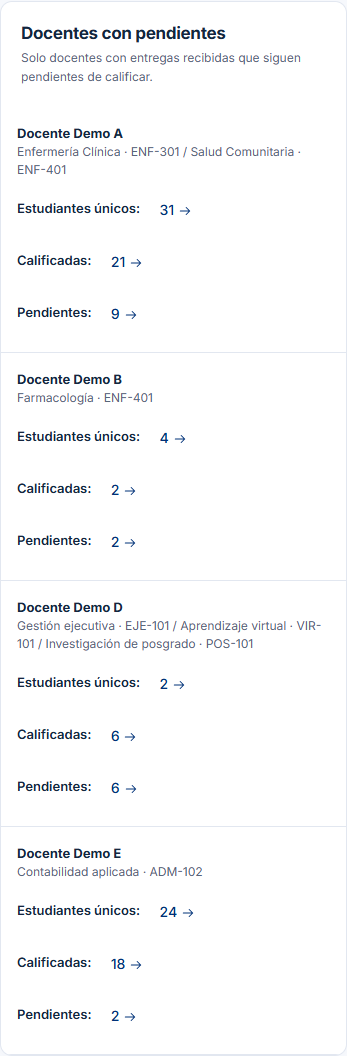 Docentes con pendientes
Solo docentes con entregas recibidas que siguen
pendientes de calificar.
Docente Demo A
Enfermería Clínica · ENF-301 / Salud Comunitaria ·
ENF-401
Estudiantes únicos: 31 →
Calificadas: 21 →
Pendientes: 9 →
Docente Demo B
Farmacología · ENF-401
Estudiantes únicos: 4 →
Calificadas: 2 →
Pendientes: 2 →
Docente Demo D
Gestión ejecutiva · EJE-101 / Aprendizaje virtual · VIR-
101 / Investigación de posgrado · POS-101
Estudiantes únicos: 2 →
Calificadas: 6 →
Pendientes: 6 →
Docente Demo E
Contabilidad aplicada · ADM-102
Estudiantes únicos: 24 →
Calificadas: 18 →
Pendientes: 2 →